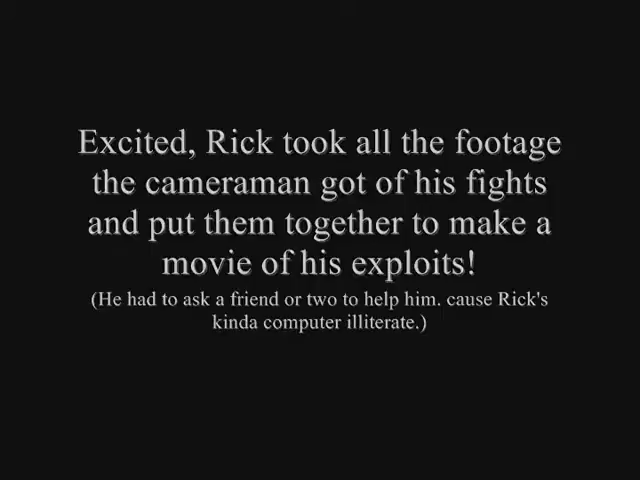 Excited, Rick took all the footage
the cameraman got of his fights
and put them together to make a
movie of his exploits!
(He had to ask a friend or two to help him. cause Rick's
kinda computer illiterate.)